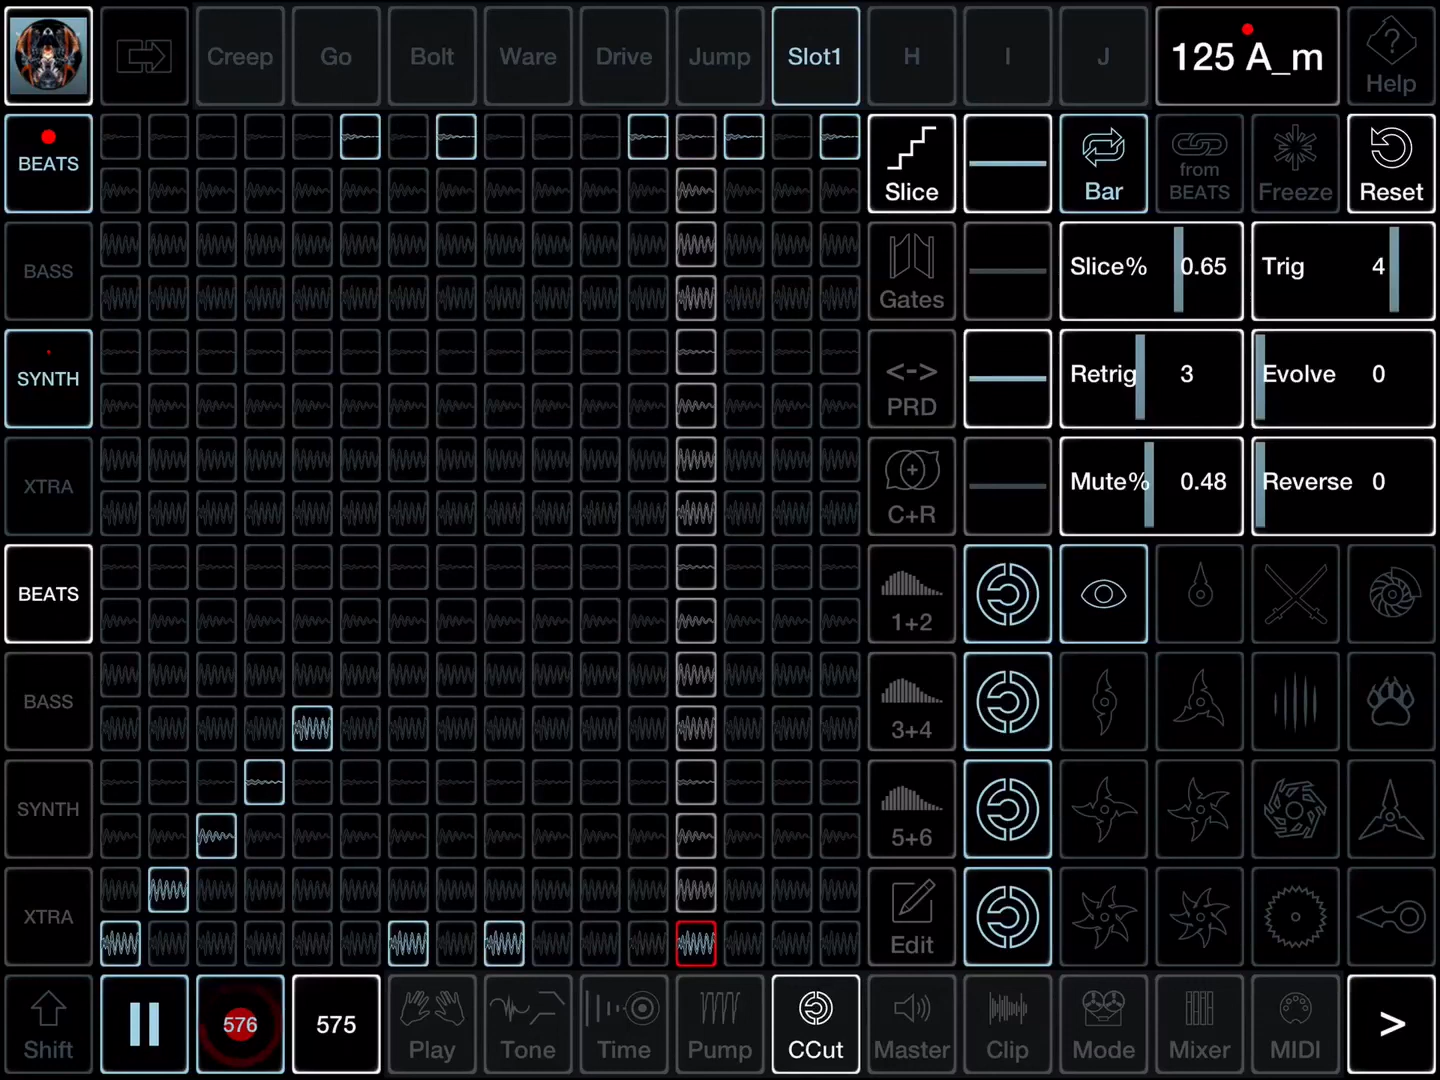 Creep Go Bolt Ware Drive Jump Slot1 H I J 125 A_m Help
BEATS Slice Bar from BEATS Freeze Reset
BASS Gates Slice% 0.65 Trig 4
SYNTH <-> PRD Retrig 3 Evolve 0
XTRA C+R Mute% 0.48 Reverse 0
BEATS 1+2
BASS 3+4
SYNTH 5+6
XTRA Edit
Shift 576 575 Play Tone Time Pump CCut Master Clip Mode Mixer MIDI >